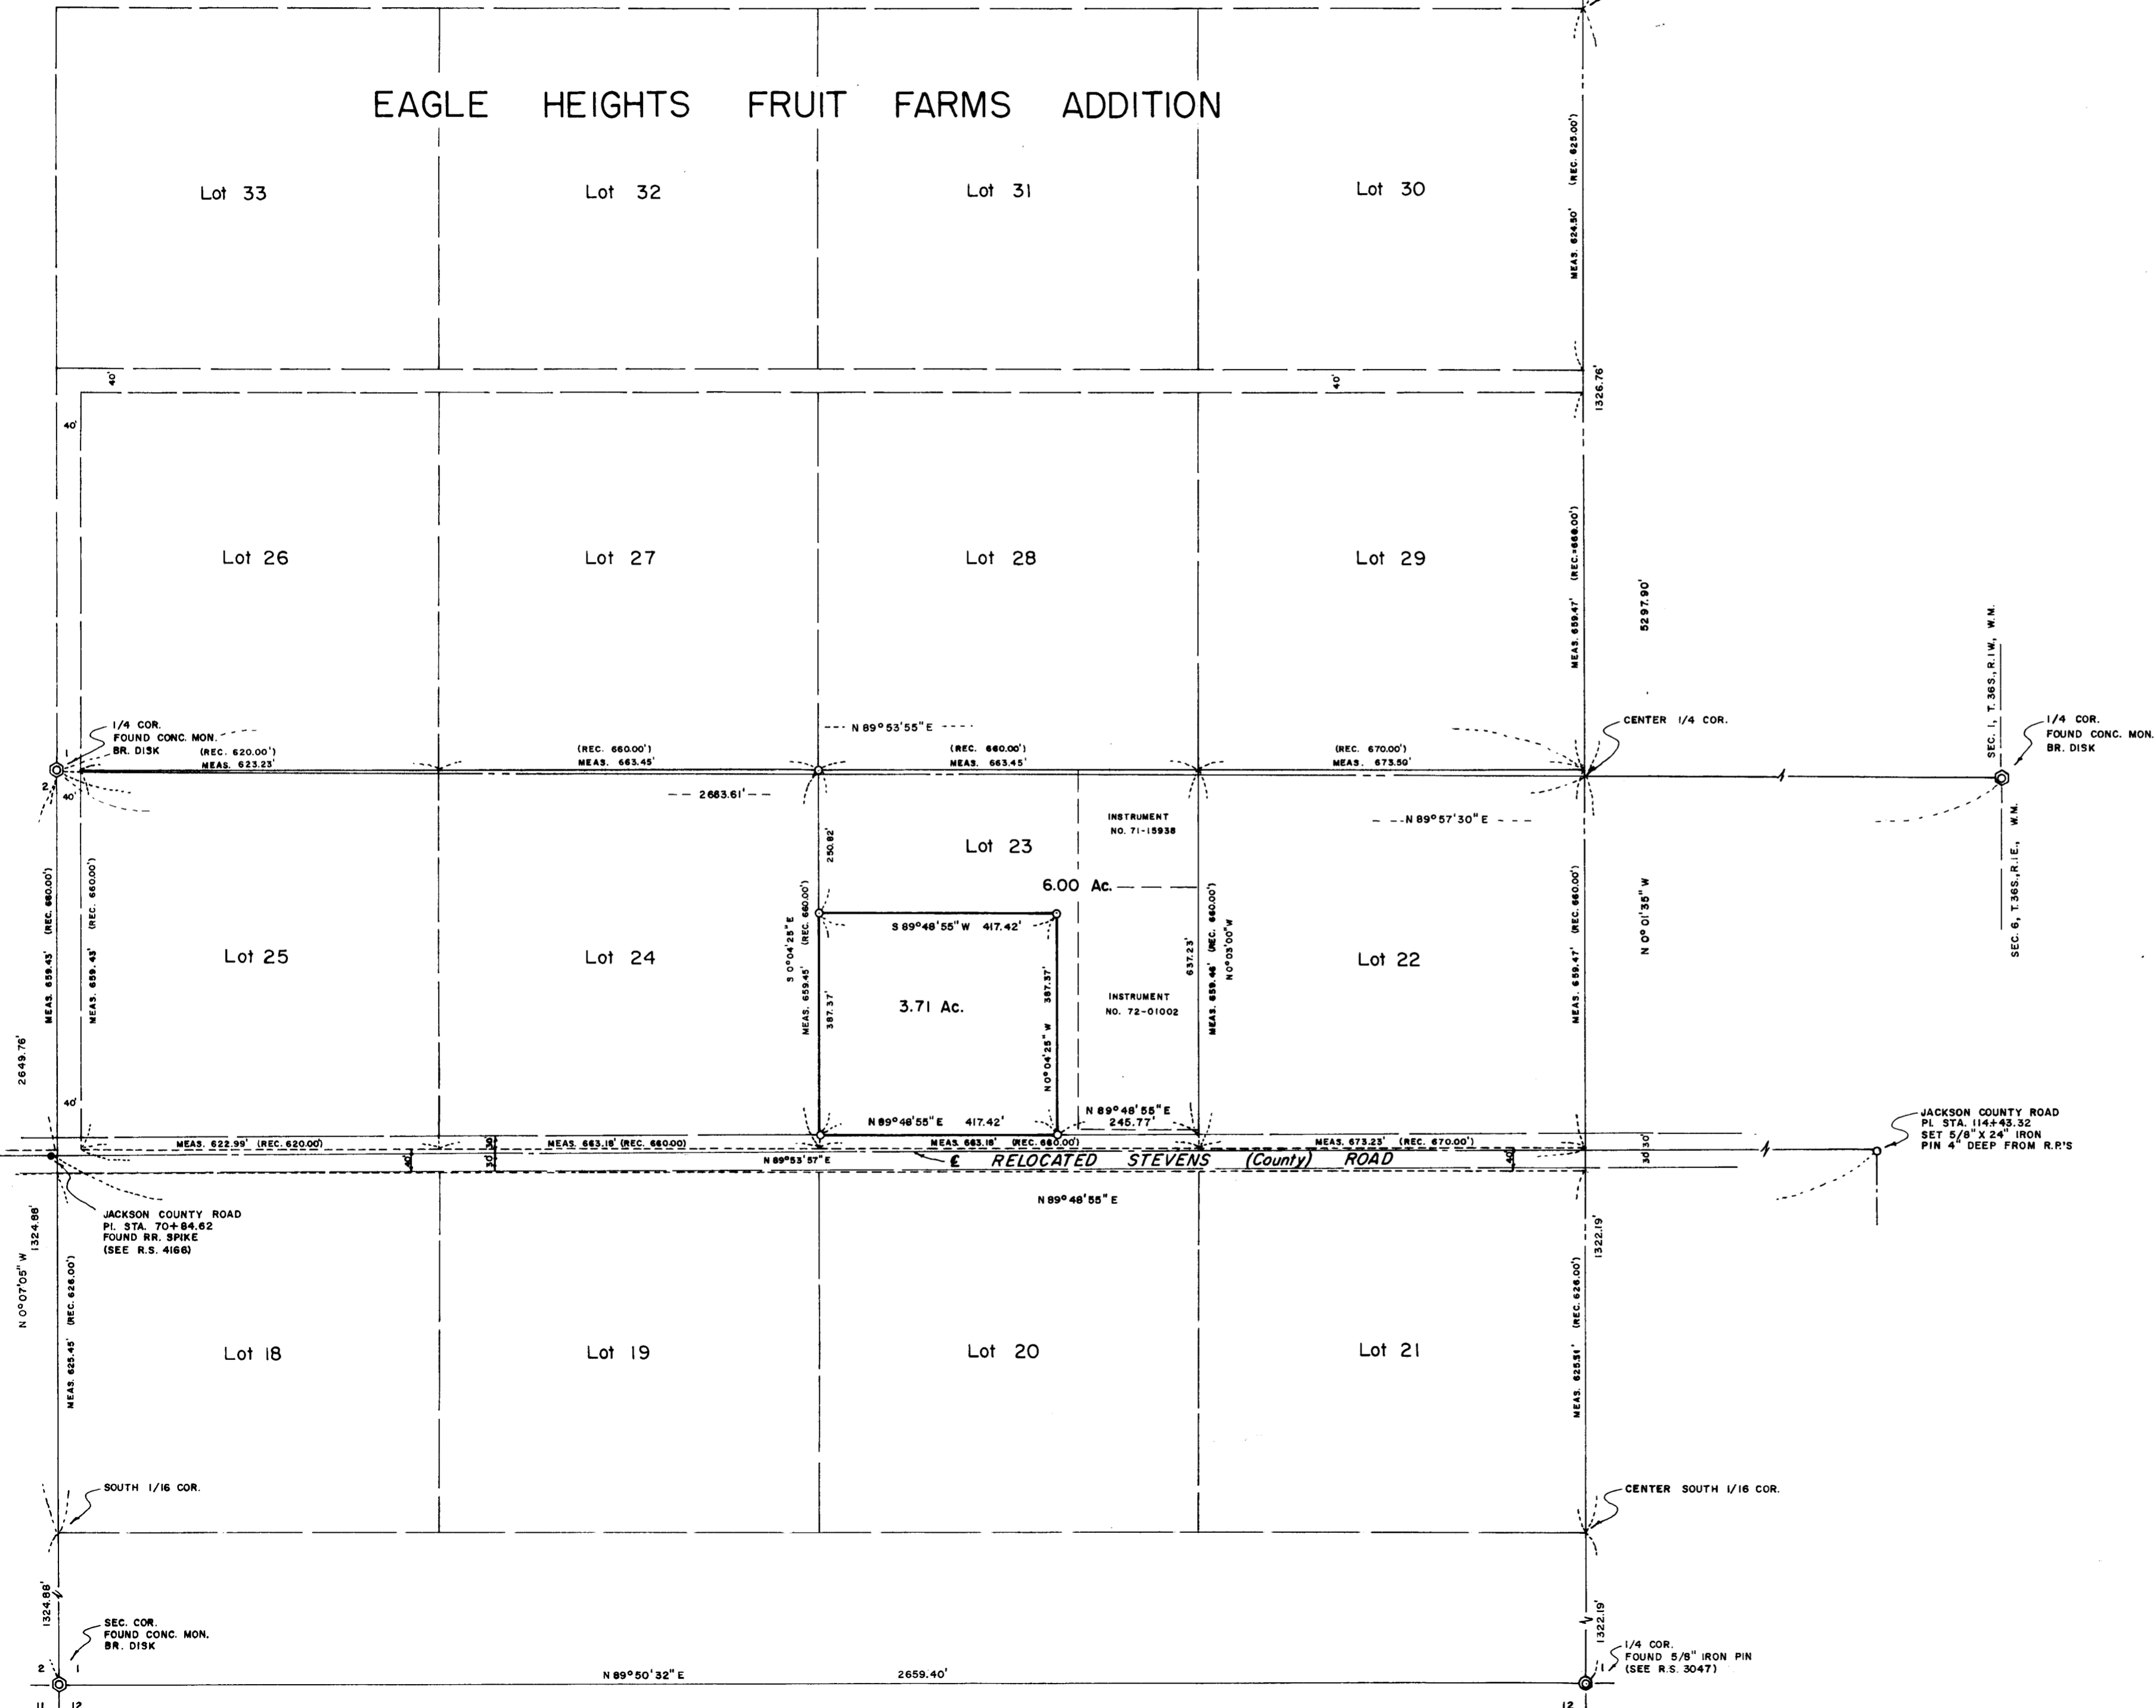 EAGLE HEIGHTS FRUIT FARMS ADDITION
Lot 33
Lot 32
Lot 31
Lot 30
MEAS. 624.50' (REC. 625.00')
40'
40'
1326.76'
40'
Lot 26
Lot 27
Lot 28
Lot 29
MEAS. 659.47' (REC. 660.00')
5297.90'
SEC. 1, T. 36S., R.1W., W.M.
1/4 COR.
FOUND CONC. MON.
BR. DISK
1
2
(REC. 620.00')
MEAS. 623.23'
(REC. 660.00')
MEAS. 663.45'
N 89°53'55" E
(REC. 660.00')
MEAS. 663.45'
(REC. 670.00')
MEAS. 673.50'
CENTER 1/4 COR.
1/4 COR.
FOUND CONC. MON.
BR. DISK
40'
2663.61'
N 89°57'30" E
SEC. 6, T.36S., R.1E., W.M.
INSTRUMENT
NO. 71-15938
250.82'
Lot 23
6.00 Ac.
MEAS. 659.43' (REC. 660.00')
MEAS. 659.43' (REC. 660.00')
Lot 25
Lot 24
S 0°04'25" E
MEAS. 659.45' (REC. 660.00')
387.37'
S 89°48'55" W 417.42'
3.71 Ac.
N 0°04'25" W 387.37'
INSTRUMENT
NO. 72-01002
637.23'
MEAS. 659.46' (REC. 660.00')
N 0°03'00" W
Lot 22
MEAS. 659.47' (REC. 660.00')
N 0°01'35" W
2649.76'
40'
N 89°48'55" E 417.42'
N 89°48'55" E
245.77'
MEAS. 622.99' (REC. 620.00')
MEAS. 663.18' (REC. 660.00)
MEAS. 663.18' (REC. 660.00')
MEAS. 673.23' (REC. 670.00')
40'
30'
30'
N 89°53'57" E
℄ RELOCATED STEVENS (County) ROAD
40'
30' 30'
JACKSON COUNTY ROAD
PI. STA. 114+43.32
SET 5/8" X 24" IRON
PIN 4" DEEP FROM R.P.'S
N 89°48'55" E
JACKSON COUNTY ROAD
PI. STA. 70+84.62
FOUND RR. SPIKE
(SEE R.S. 4166)
1324.88'
N 0°07'05" W
MEAS. 625.45' (REC. 626.00')
1322.19'
MEAS. 625.51' (REC. 626.00')
Lot 18
Lot 19
Lot 20
Lot 21
SOUTH 1/16 COR.
CENTER SOUTH 1/16 COR.
1324.88'
1322.19'
SEC. COR.
FOUND CONC. MON.
BR. DISK
2 1
11 12
N 89°50'32" E 2659.40'
1/4 COR.
FOUND 5/8" IRON PIN
(SEE R.S. 3047)
1
12